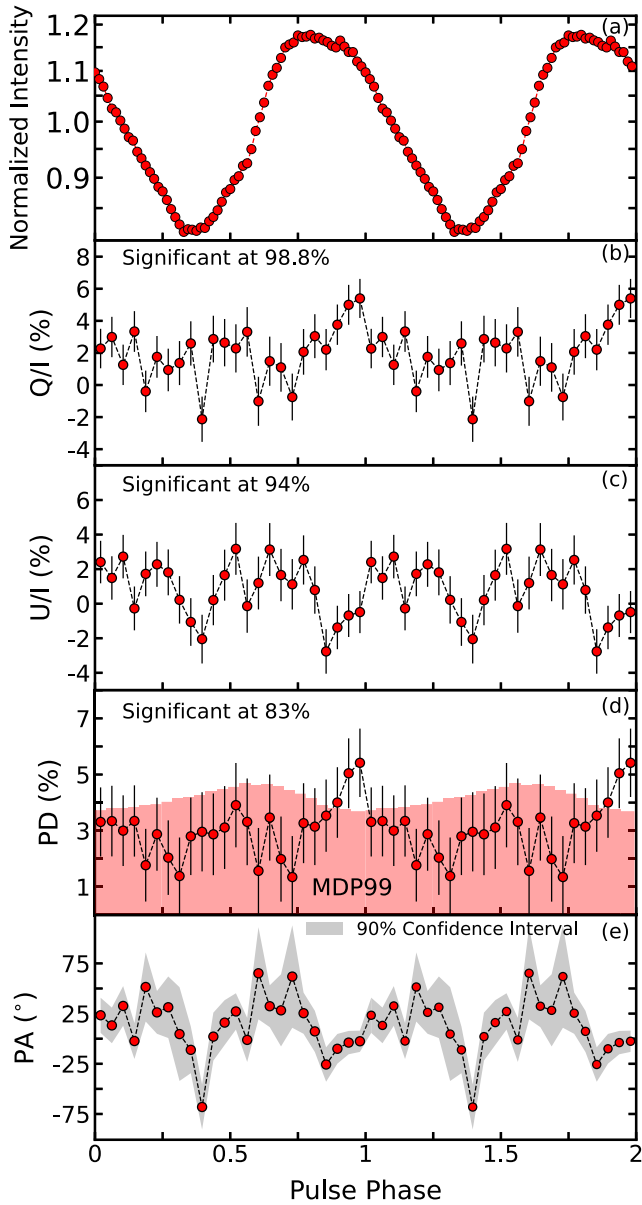 (a)
1.2
1.1
1.0
0.9
Normalized Intensity
(b)
Significant at 98.8%
8
6
4
2
0
-2
-4
Q/I (%)
(c)
Significant at 94%
6
4
2
0
-2
-4
U/I (%)
(d)
Significant at 83%
7
5
3
1
PD (%)
MDP99
(e)
90% Confidence Interval
75
25
-25
-75
PA (°)
0 0.5 1 1.5 2
Pulse Phase